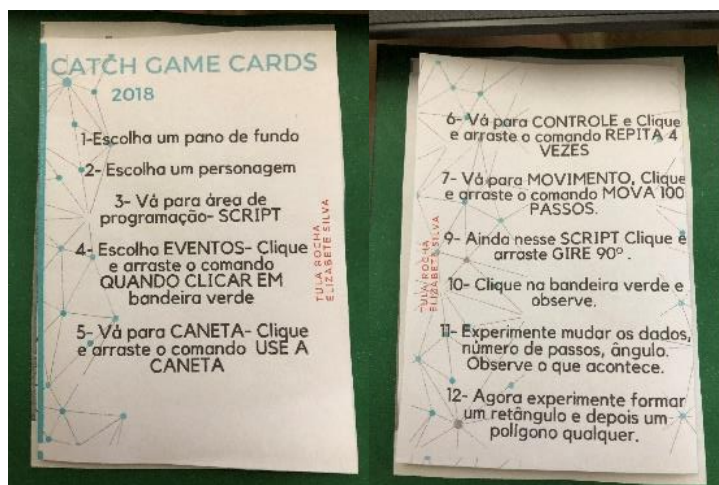 CATCH GAME CARDS
2018
1-Escolha um pano de fundo
2- Escolha um personagem
3- Vá para área de
programação- SCRIPT
4- Escolha EVENTOS- Clique
e arraste o comando
QUANDO CLICAR EM
bandeira verde
5- Vá para CANETA- Clique
e arraste o comando USE A
CANETA
TULA ROCHA
ELIZABETE SILVA
6- Vá para CONTROLE e Clique
e arraste o comando REPITA 4
VEZES
7- Vá para MOVIMENTO, Clique
e arraste o comando MOVA 100
PASSOS.
9- Ainda nesse SCRIPT Clique e
arraste GIRE 90° .
10- Clique na bandeira verde e
observe.
11- Experimente mudar os dados,
número de passos, ângulo.
Observe o que acontece.
12- Agora experimente formar
um retângulo e depois um
polígono qualquer.
TULA ROCHA
ELIZABETE SILVA